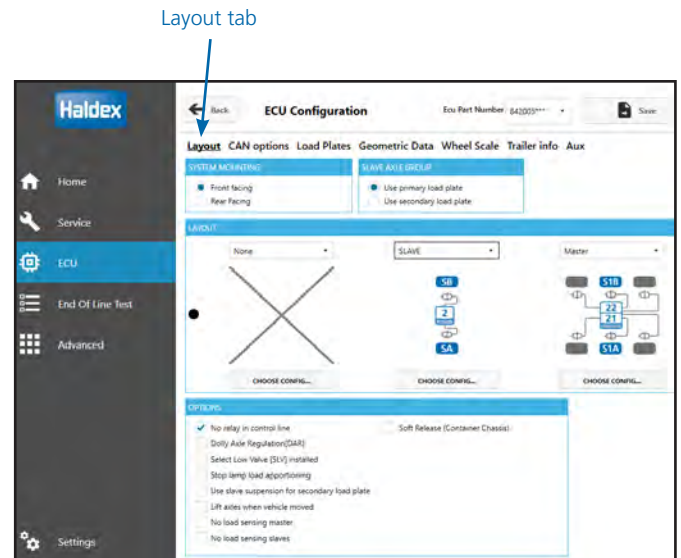 Layout tab
Haldex
Back
ECU Configuration
Ecu Part Number
842005****
Save
Layout CAN options Load Plates Geometric Data Wheel Scale Trailer info Aux
SYSTEM MOUNTING
SLAVE AXLE GROUP
Front facing
Rear Facing
Use primary load plate
Use secondary load plate
Home
Service
ECU
End Of Line Test
Advanced
Settings
LAYOUT
None
SLAVE
Master
SB
2
SA
S1B
22
21
S1A
CHOOSE CONFIG...
CHOOSE CONFIG...
CHOOSE CONFIG...
OPTIONS
No relay in control line
Soft Release (Container Chassis)
Dolly Axle Regulation(DAR)
Select Low Valve [SLV] installed
Stop lamp load apportioning
Use slave suspension for secondary load plate
Lift axles when vehicle moved
No load sensing master
No load sensing slaves